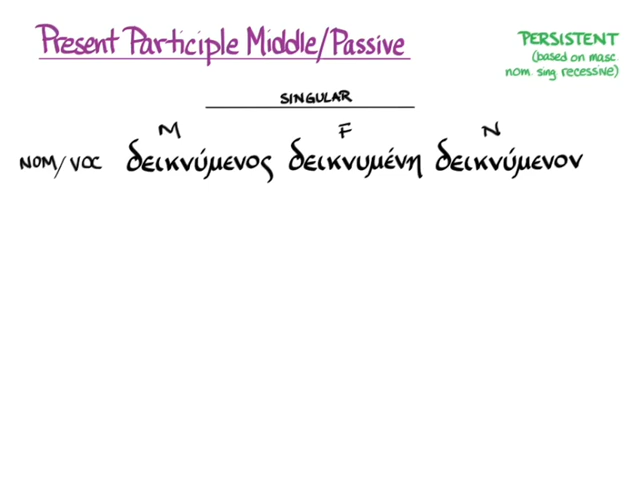 Present Participle Middle/Passive
PERSISTENT
(based on masc.
nom. sing. recessive)
SINGULAR
M F N
NOM/VOC δεικνύμενος δεικνυμένη δεικνύμενον